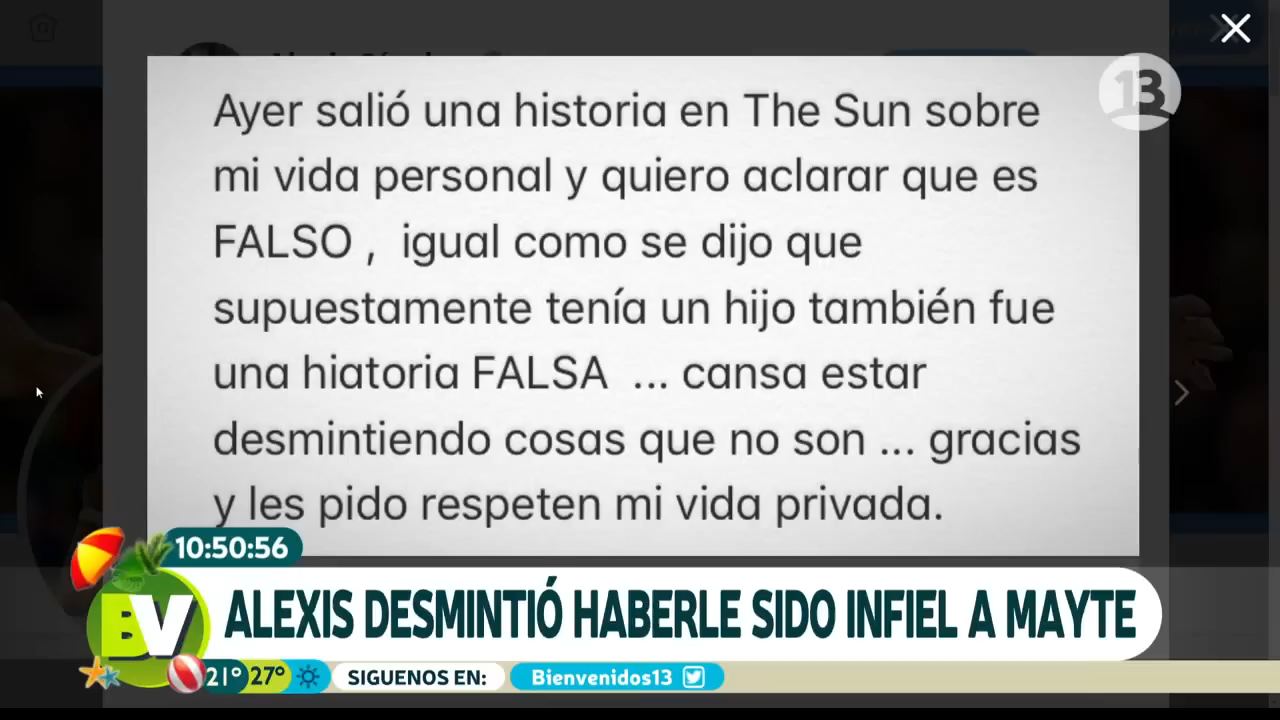 13
Ayer salió una historia en The Sun sobre
mi vida personal y quiero aclarar que es
FALSO ,  igual como se dijo que
supuestamente tenía un hijo también fue
una hiatoria FALSA  ... cansa estar
desmintiendo cosas que no son ... gracias
y les pido respeten mi vida privada.
10:50:56
BV
ALEXIS DESMINTIÓ HABERLE SIDO INFIEL A MAYTE
21° 27°
SIGUENOS EN:
Bienvenidos13